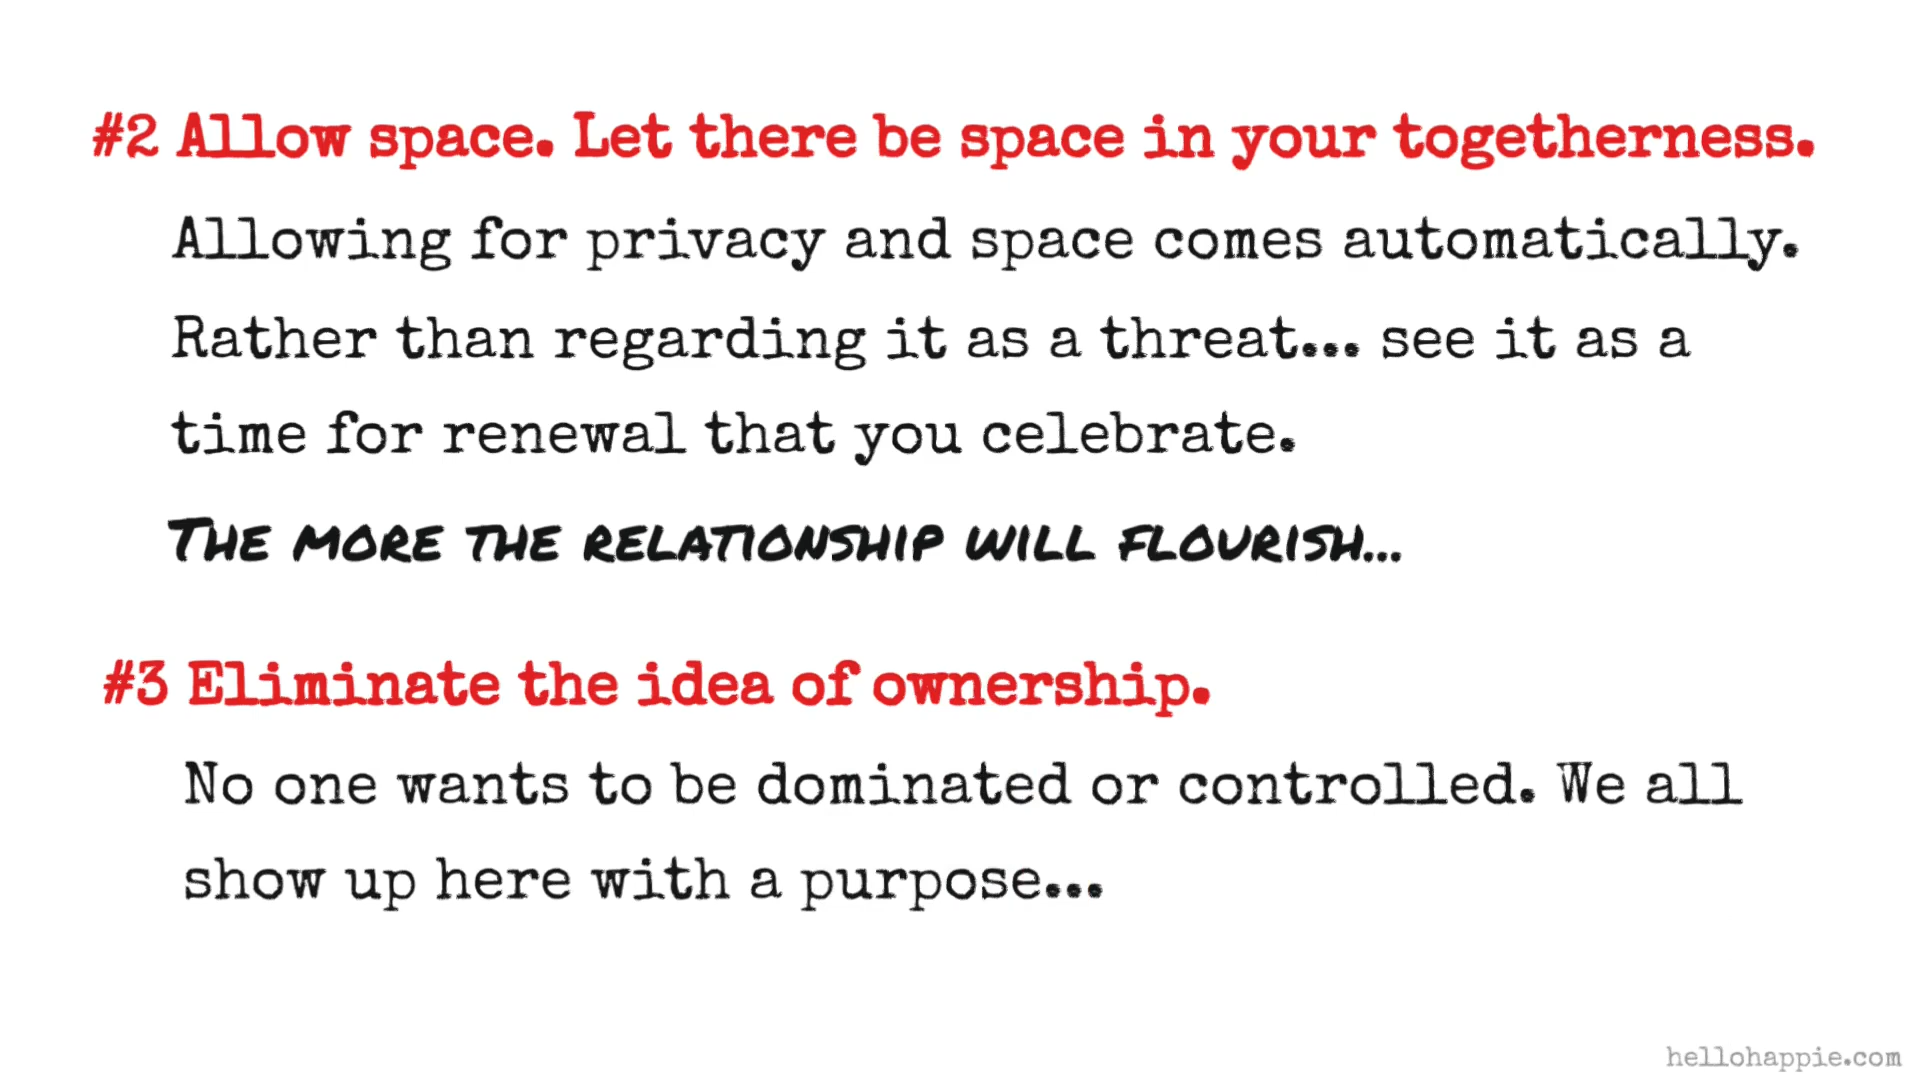 #2 Allow space. Let there be space in your togetherness.
Allowing for privacy and space comes automatically.
Rather than regarding it as a threat... see it as a
time for renewal that you celebrate.
THE MORE THE RELATIONSHIP WILL FLOURISH...
#3 Eliminate the idea of ownership.
No one wants to be dominated or controlled. We all
show up here with a purpose...
hellohappie.com